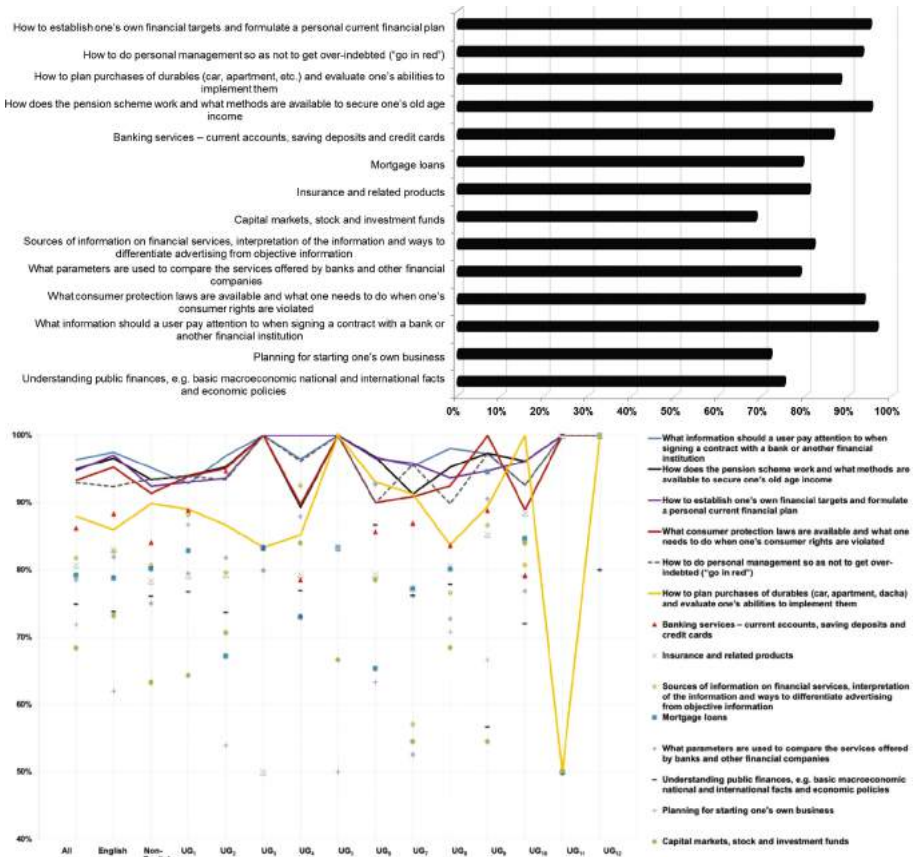 How to establish one's own financial targets and formulate a personal current financial plan
How to do personal management so as not to get over-indebted ("go in red")
How to plan purchases of durables (car, apartment, etc.) and evaluate one's abilities to
implement them
How does the pension scheme work and what methods are available to secure one's old age
income
Banking services – current accounts, saving deposits and credit cards
Mortgage loans
Insurance and related products
Capital markets, stock and investment funds
Sources of information on financial services, interpretation of the information and ways to
differentiate advertising from objective information
What parameters are used to compare the services offered by banks and other financial
companies
What consumer protection laws are available and what one needs to do when one's
consumer rights are violated
What information should a user pay attention to when signing a contract with a bank or
another financial institution
Planning for starting one's own business
Understanding public finances, e.g. basic macroeconomic national and international facts
and economic policies
0% 10% 20% 30% 40% 50% 60% 70% 80% 90% 100%
100%
90%
80%
70%
60%
50%
40%
All English Non- UG1 UG2 UG3 UG4 UG5 UG6 UG7 UG8 UG9 UG10 UG11 UG12
What information should a user pay attention to when
signing a contract with a bank or another financial
institution
How does the pension scheme work and what methods are
available to secure one's old age income
How to establish one's own financial targets and formulate
a personal current financial plan
What consumer protection laws are available and what one
needs to do when one's consumer rights are violated
How to do personal management so as not to get over-
indebted ("go in red")
How to plan purchases of durables (car, apartment, dacha)
and evaluate one's abilities to implement them
Banking services – current accounts, saving deposits and
credit cards
Insurance and related products
Sources of information on financial services, interpretation
of the information and ways to differentiate advertising
from objective information
Mortgage loans
What parameters are used to compare the services offered
by banks and other financial companies
Understanding public finances, e.g. basic macroeconomic
national and international facts and economic policies
Planning for starting one's own business
Capital markets, stock and investment funds